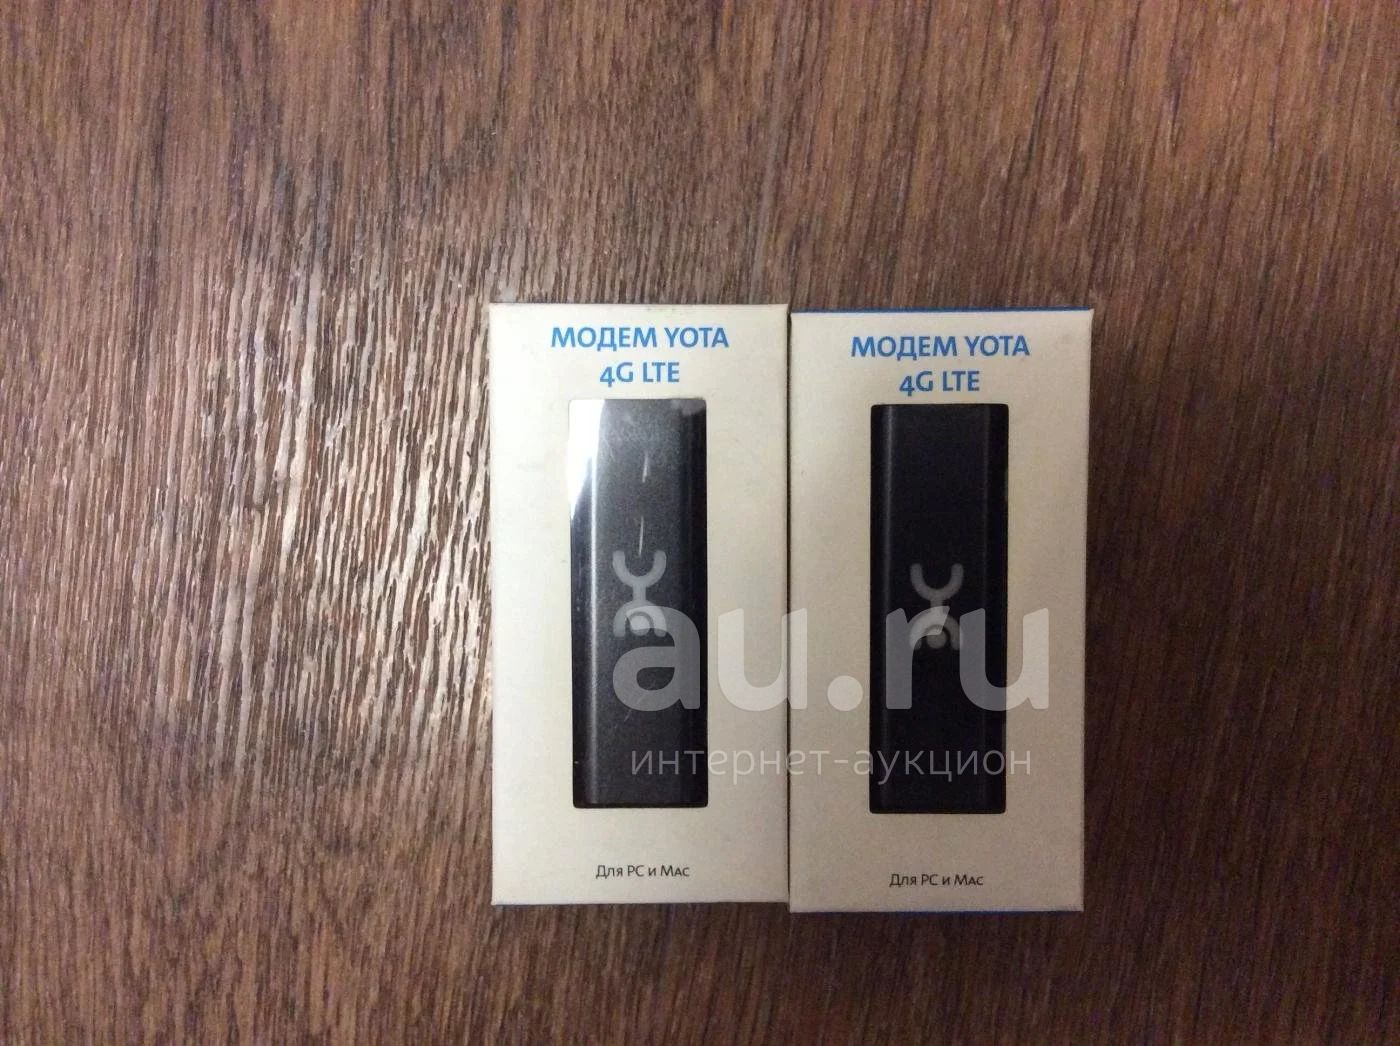 МОДЕМ YOTA
4G LTE
Для PC и Mac
МОДЕМ YOTA
4G LTE
Для PC и Mac
au.ru
интернет-аукцион